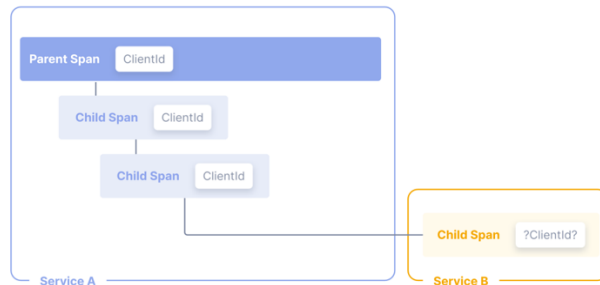 Parent Span ClientId
Child Span ClientId
Child Span ClientId
Child Span ?ClientId?
Service A
Service B